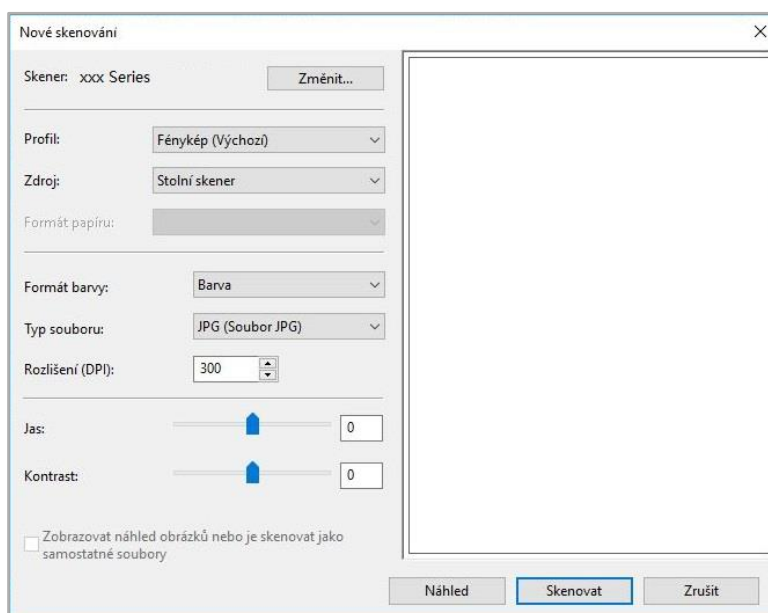 Nové skenování
Skener: xxx Series
Změnit...
Profil: Fénykép (Výchozí)
Zdroj: Stolní skener
Formát papíru:
Formát barvy: Barva
Typ souboru: JPG (Soubor JPG)
Rozlišení (DPI): 300
Jas: 0
Kontrast: 0
Zobrazovat náhled obrázků nebo je skenovat jako
samostatné soubory
Náhled
Skenovat
Zrušit